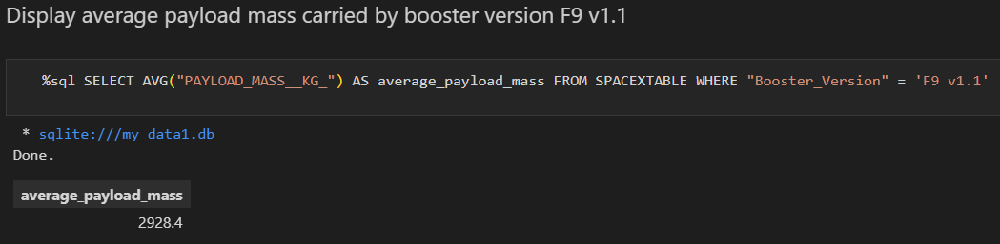 Display average payload mass carried by booster version F9 v1.1
%sql SELECT AVG("PAYLOAD_MASS__KG_") AS average_payload_mass FROM SPACEXTABLE WHERE "Booster_Version" = 'F9 v1.1'
* sqlite:///my_data1.db
Done.
average_payload_mass
2928.4